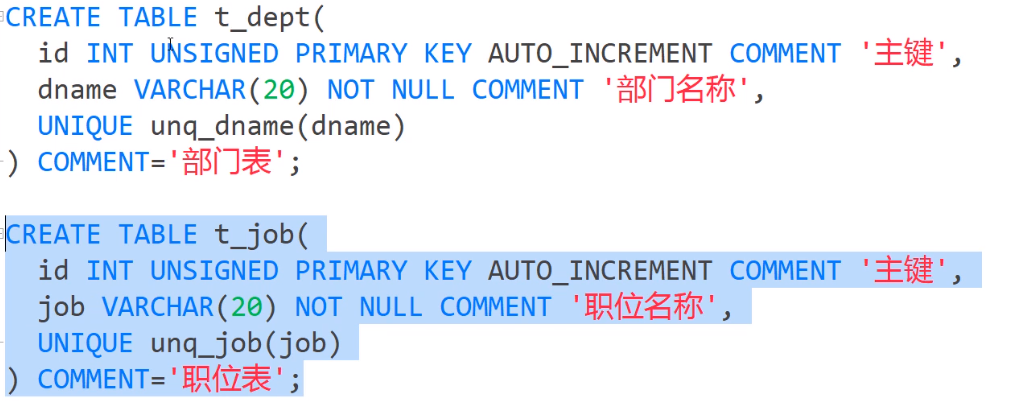 CREATE TABLE t_dept(
  id INT UNSIGNED PRIMARY KEY AUTO_INCREMENT COMMENT '主键',
  dname VARCHAR(20) NOT NULL COMMENT '部门名称',
  UNIQUE unq_dname(dname)
) COMMENT='部门表';
CREATE TABLE t_job(
  id INT UNSIGNED PRIMARY KEY AUTO_INCREMENT COMMENT '主键',
  job VARCHAR(20) NOT NULL COMMENT '职位名称',
  UNIQUE unq_job(job)
) COMMENT='职位表';